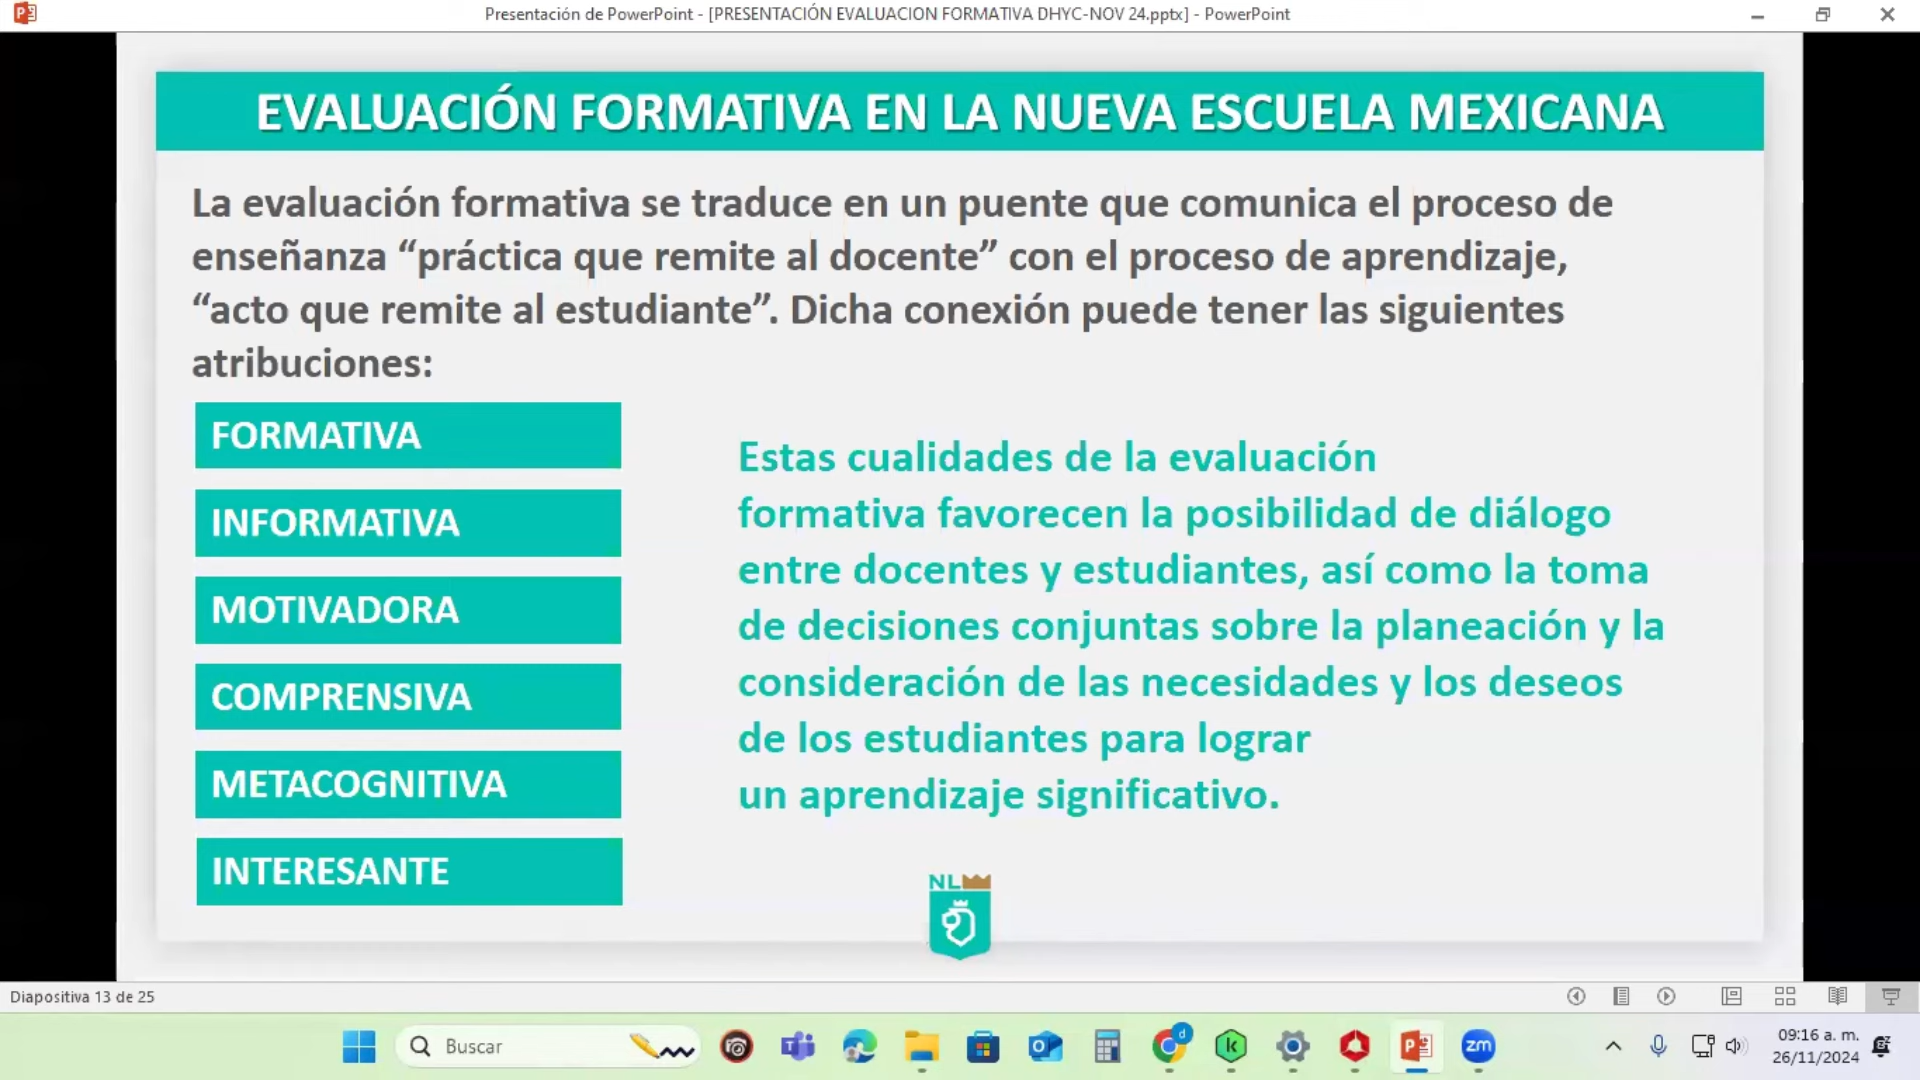 Presentación de PowerPoint - [PRESENTACIÓN EVALUACION FORMATIVA DHYC-NOV 24.pptx] - PowerPoint
EVALUACIÓN FORMATIVA EN LA NUEVA ESCUELA MEXICANA
La evaluación formativa se traduce en un puente que comunica el proceso de
enseñanza “práctica que remite al docente” con el proceso de aprendizaje,
“acto que remite al estudiante”. Dicha conexión puede tener las siguientes
atribuciones:
FORMATIVA
INFORMATIVA
MOTIVADORA
COMPRENSIVA
METACOGNITIVA
INTERESANTE
Estas cualidades de la evaluación
formativa favorecen la posibilidad de diálogo
entre docentes y estudiantes, así como la toma
de decisiones conjuntas sobre la planeación y la
consideración de las necesidades y los deseos
de los estudiantes para lograr
un aprendizaje significativo.
NL
Diapositiva 13 de 25
Buscar
d
k
zm
09:16 a. m.
26/11/2024